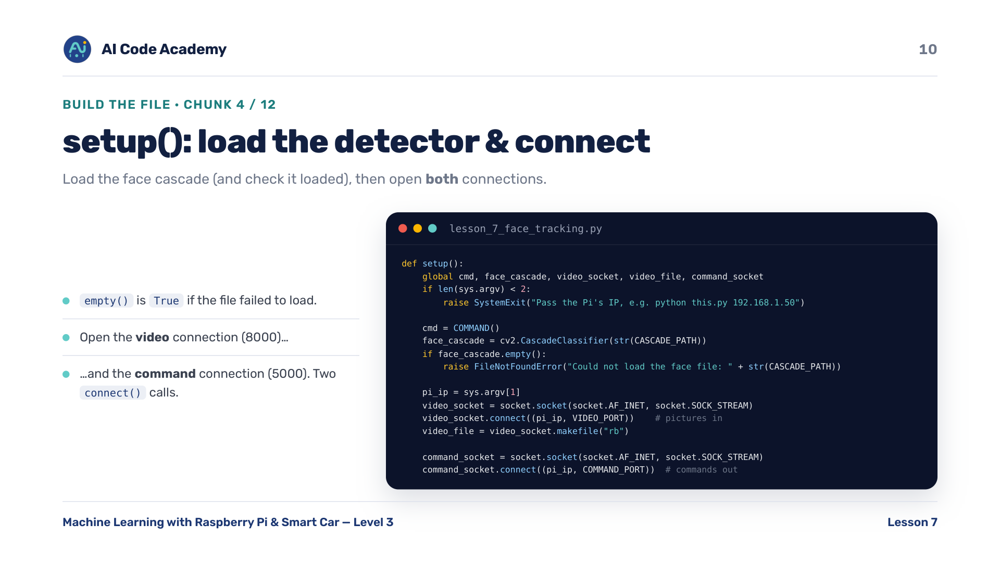 AI Code Academy
10
BUILD THE FILE • CHUNK 4 / 12
setup(): load the detector & connect
Load the face cascade (and check it loaded), then open both connections.
empty() is True if the file failed to load.
Open the video connection (8000)…
…and the command connection (5000). Two
connect() calls.
lesson_7_face_tracking.py
def setup():
    global cmd, face_cascade, video_socket, video_file, command_socket
    if len(sys.argv) < 2:
        raise SystemExit("Pass the Pi's IP, e.g. python this.py 192.168.1.50")
    cmd = COMMAND()
    face_cascade = cv2.CascadeClassifier(str(CASCADE_PATH))
    if face_cascade.empty():
        raise FileNotFoundError("Could not load the face file: " + str(CASCADE_PATH))
    pi_ip = sys.argv[1]
    video_socket = socket.socket(socket.AF_INET, socket.SOCK_STREAM)
    video_socket.connect((pi_ip, VIDEO_PORT))    # pictures in
    video_file = video_socket.makefile("rb")
    command_socket = socket.socket(socket.AF_INET, socket.SOCK_STREAM)
    command_socket.connect((pi_ip, COMMAND_PORT))  # commands out
Machine Learning with Raspberry Pi & Smart Car — Level 3
Lesson 7